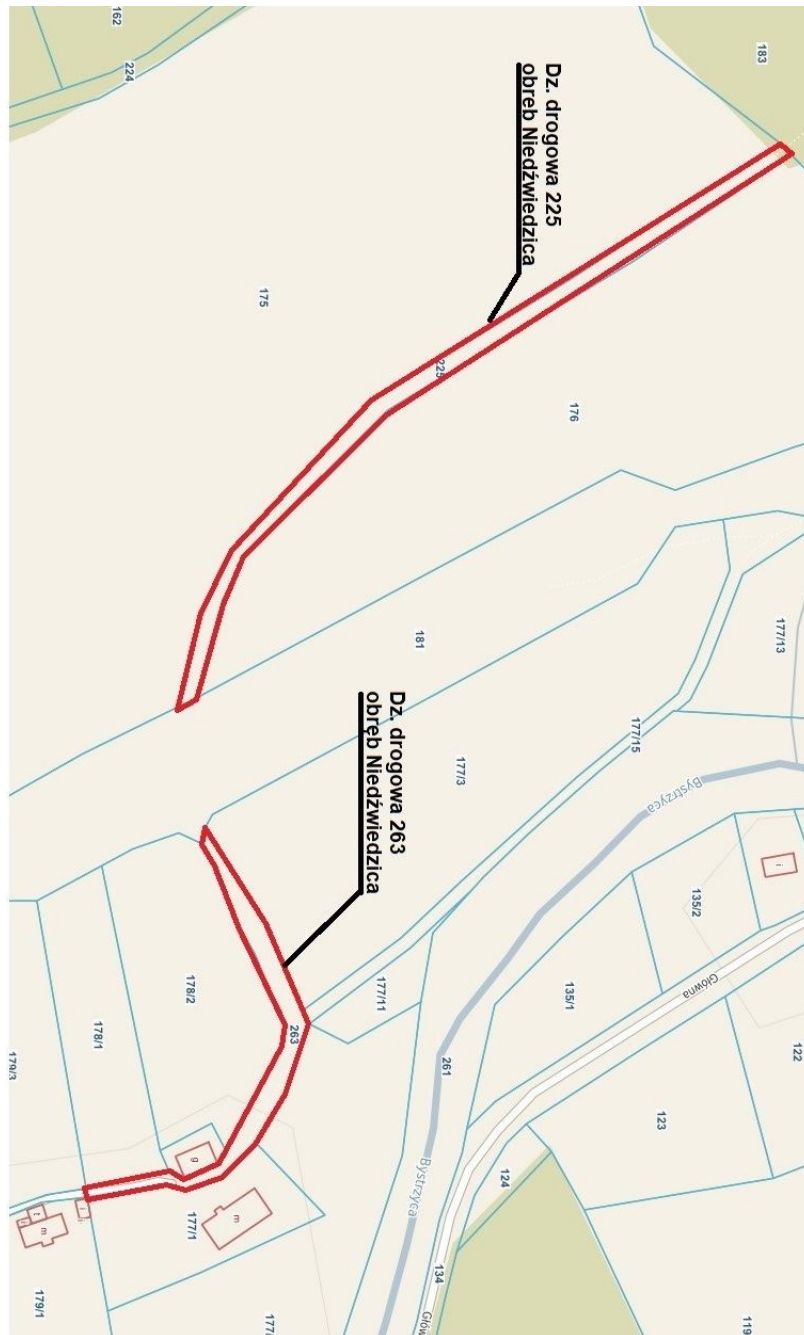 162
224
183
Dz. drogowa 225
obręb Niedźwiedzica
175
225
176
181
177/13
177/15
Dz. drogowa 263
obręb Niedźwiedzica
177/3
Bystrzyca
i
135/2
135/1
Główna
178/2
177/11
263
261
122
178/1
179/3
123
g
Bystrzyca
124
i
t
i
m
177/1
m
134
179/1
177/
Głów
119